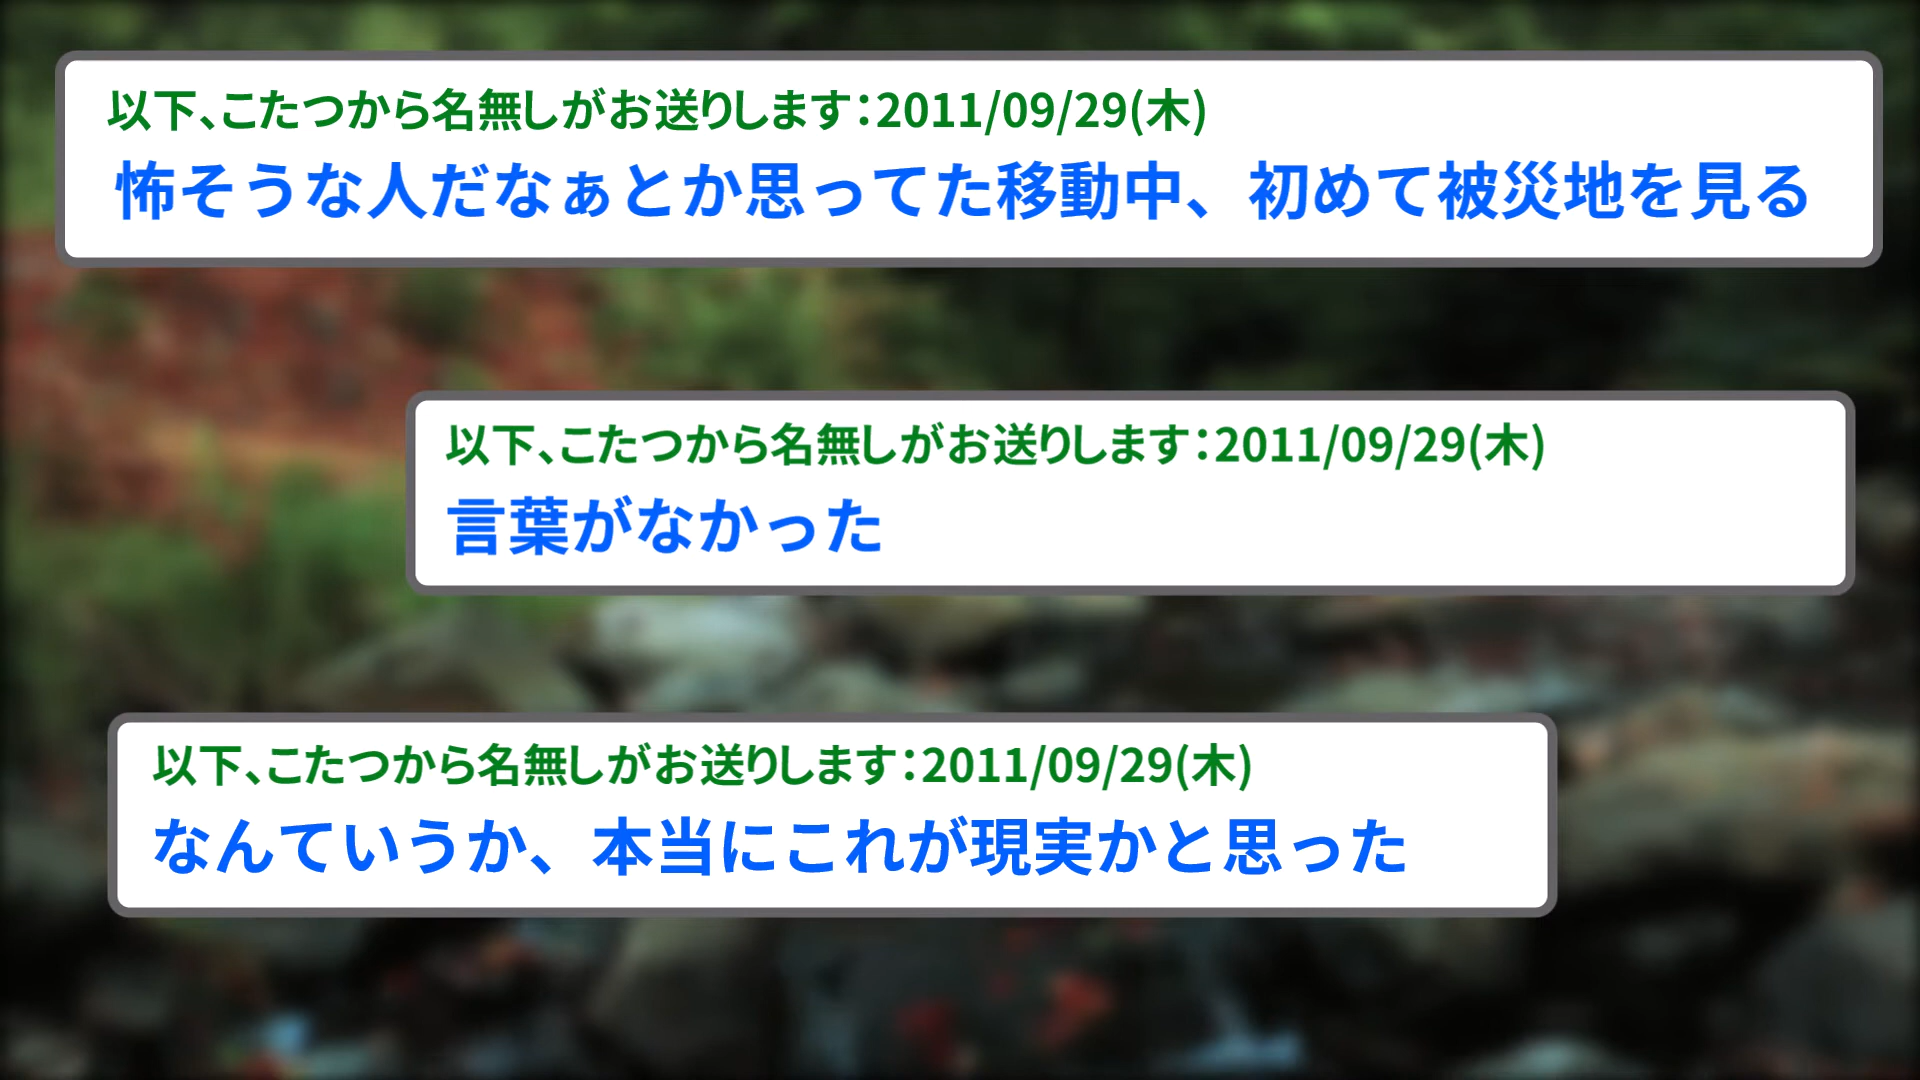 以下、こたつから名無しがお送りします：2011/09/29(木)
怖そうな人だなぁとか思ってた移動中、初めて被災地を見る
以下、こたつから名無しがお送りします：2011/09/29(木)
言葉がなかった
以下、こたつから名無しがお送りします：2011/09/29(木)
なんていうか、本当にこれが現実かと思った